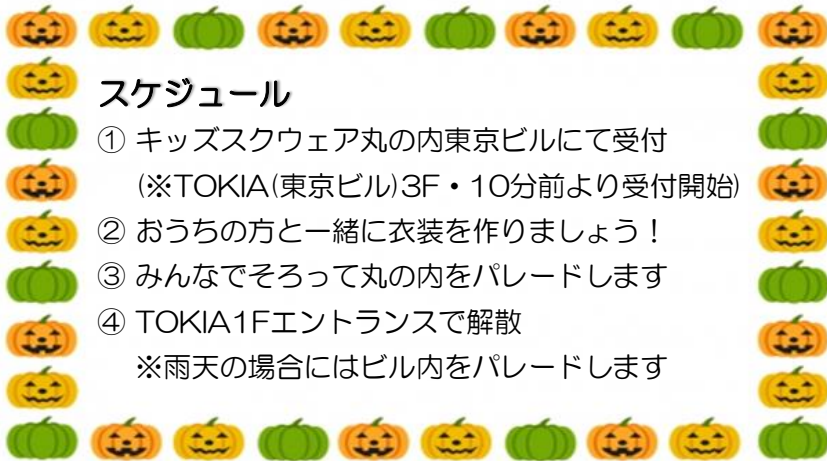 スケジュール
① キッズスクウェア丸の内東京ビルにて受付
(※TOKIA(東京ビル)3F・10分前より受付開始)
② おうちの方と一緒に衣装を作りましょう！
③ みんなでそろって丸の内をパレードします
④ TOKIA1Fエントランスで解散
※雨天の場合にはビル内をパレードします